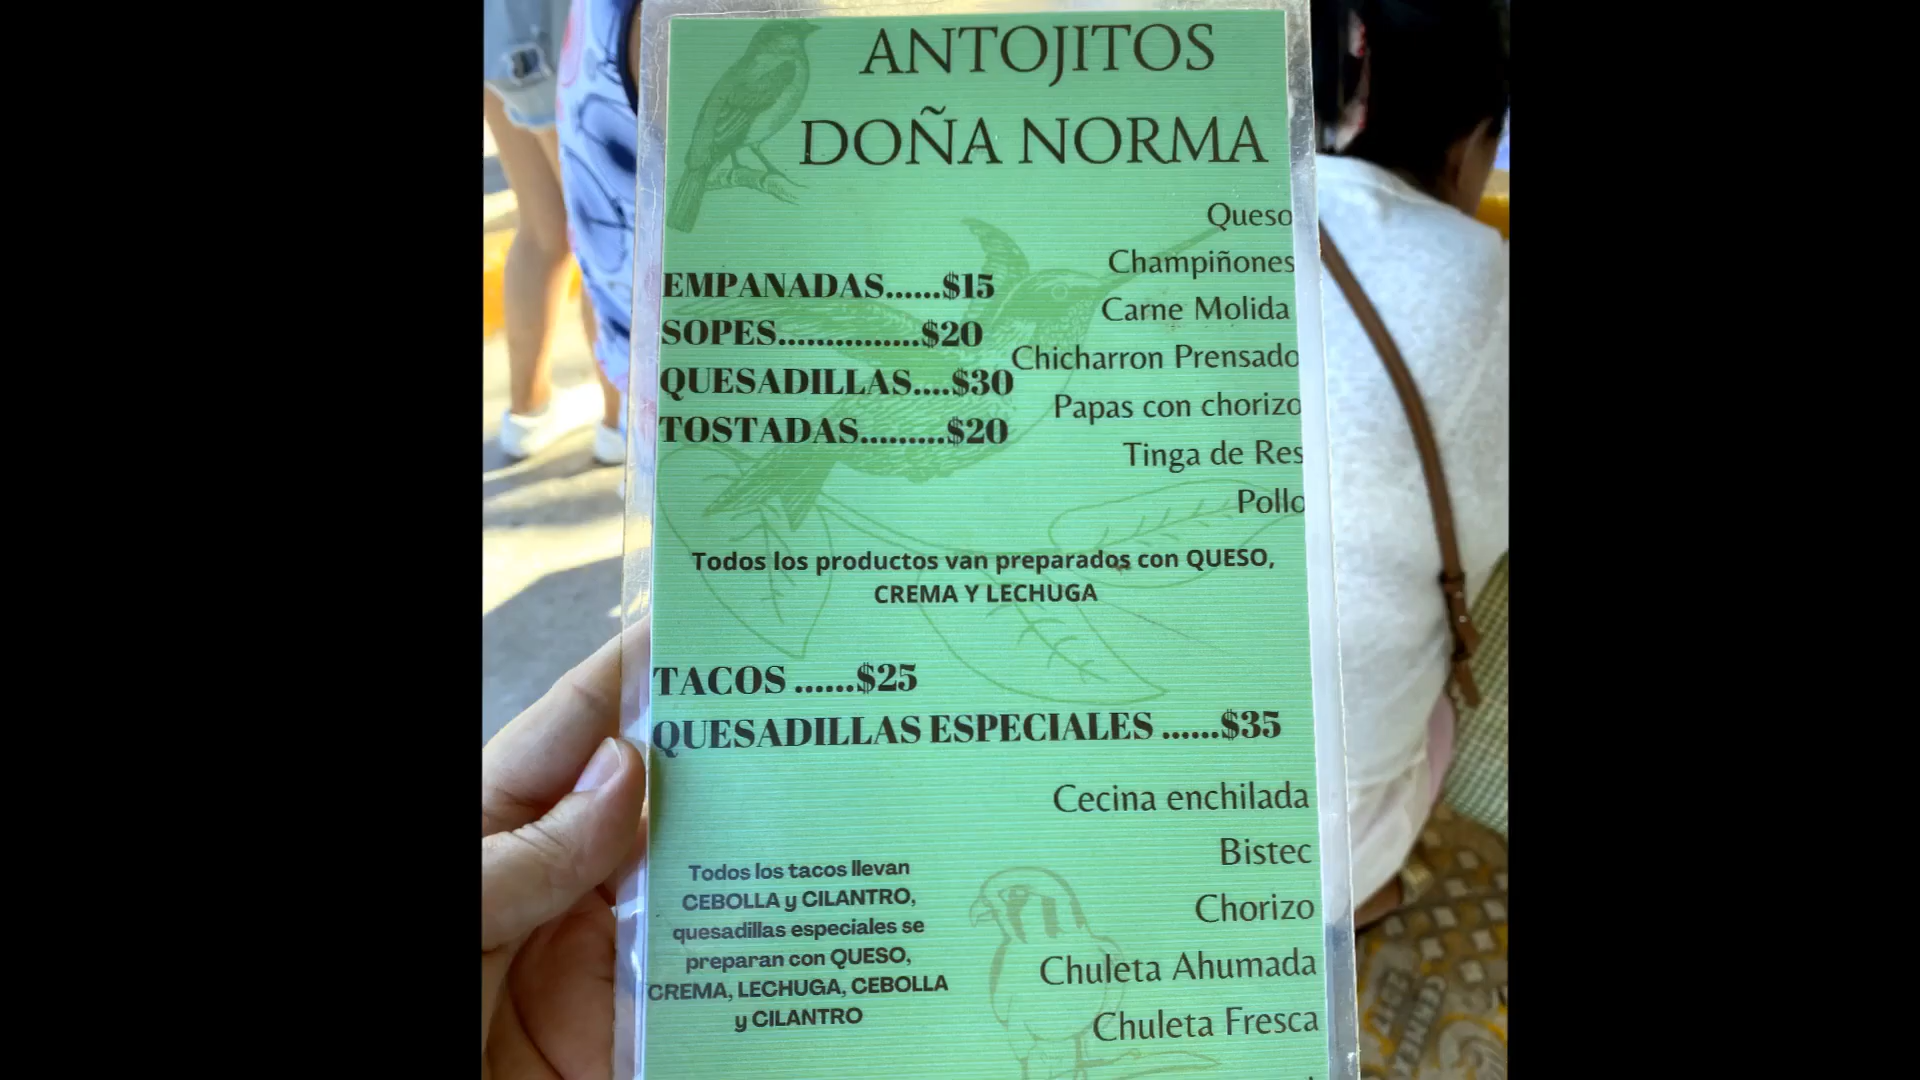 ANTOJITOS
DOÑA NORMA
Queso
Champiñones
Carne Molida
Chicharron Prensado
Papas con chorizo
Tinga de Res
Pollo
EMPANADAS......$15
SOPES...............$20
QUESADILLAS....$30
TOSTADAS.........$20
Todos los productos van preparados con QUESO,
CREMA Y LECHUGA
TACOS ......$25
QUESADILLAS ESPECIALES ......$35
Cecina enchilada
Bistec
Chorizo
Chuleta Ahumada
Chuleta Fresca
Todos los tacos llevan
CEBOLLA y CILANTRO,
quesadillas especiales se
preparan con QUESO,
CREMA, LECHUGA, CEBOLLA
y CILANTRO